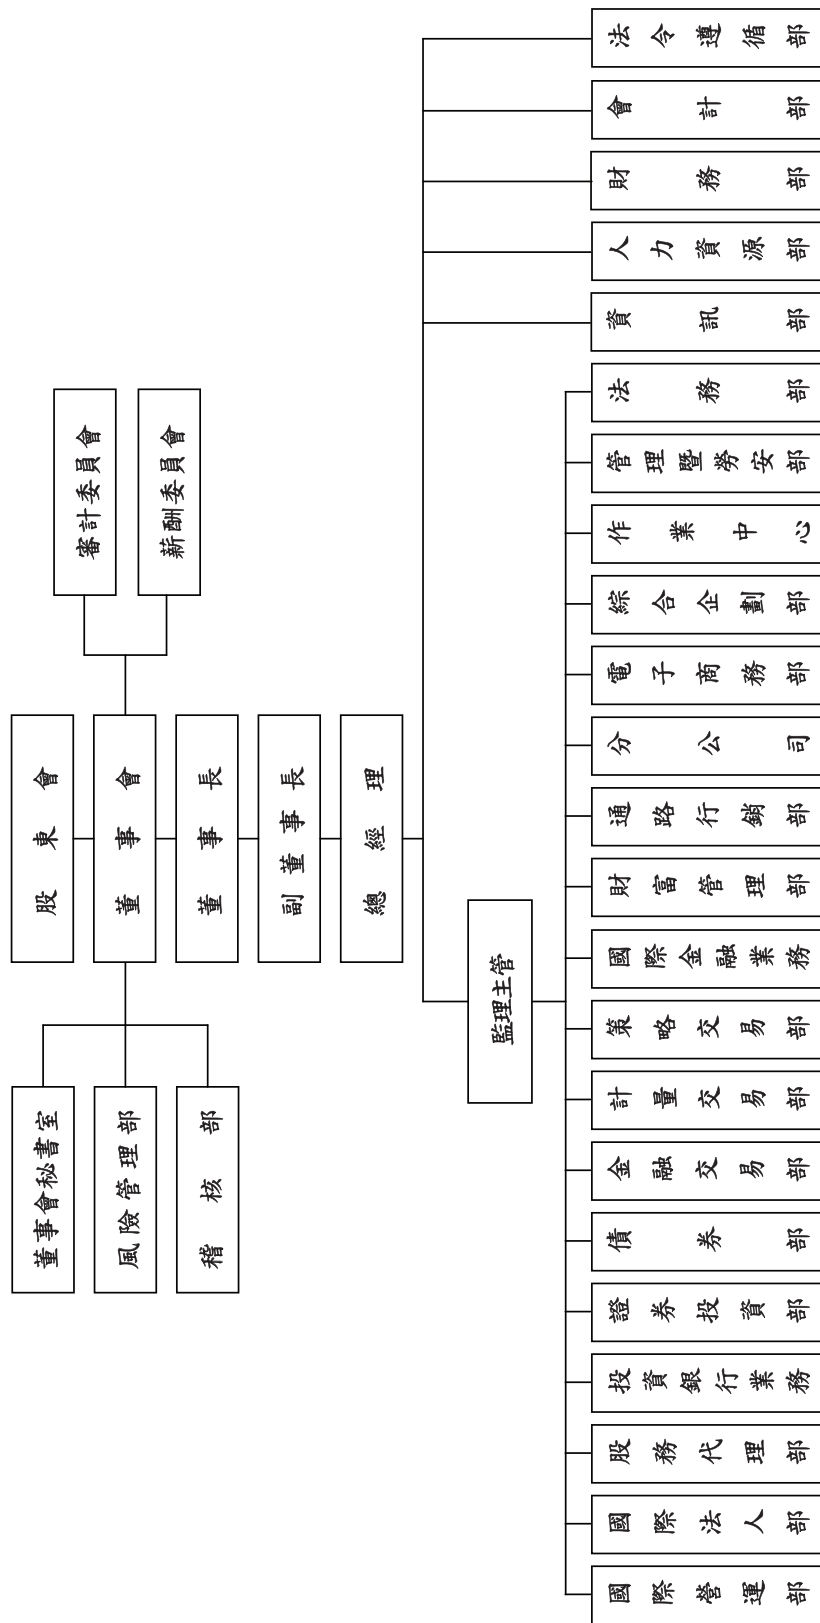 股東會
董事會秘書室
審計委員會
董事會
風險管理部
薪酬委員會
董事長
稽核部
副董事長
總經理
監理主管
國際營運部
國際法人部
股務代理部
投資銀行業務
證券投資部
債券部
金融交易部
計量交易部
策略交易部
國際金融業務
財富管理部
通路行銷部
分公司
電子商務部
綜合企劃部
作業中心
管理暨勞安部
法務部
資訊部
人力資源部
財務部
會計部
法令遵循部